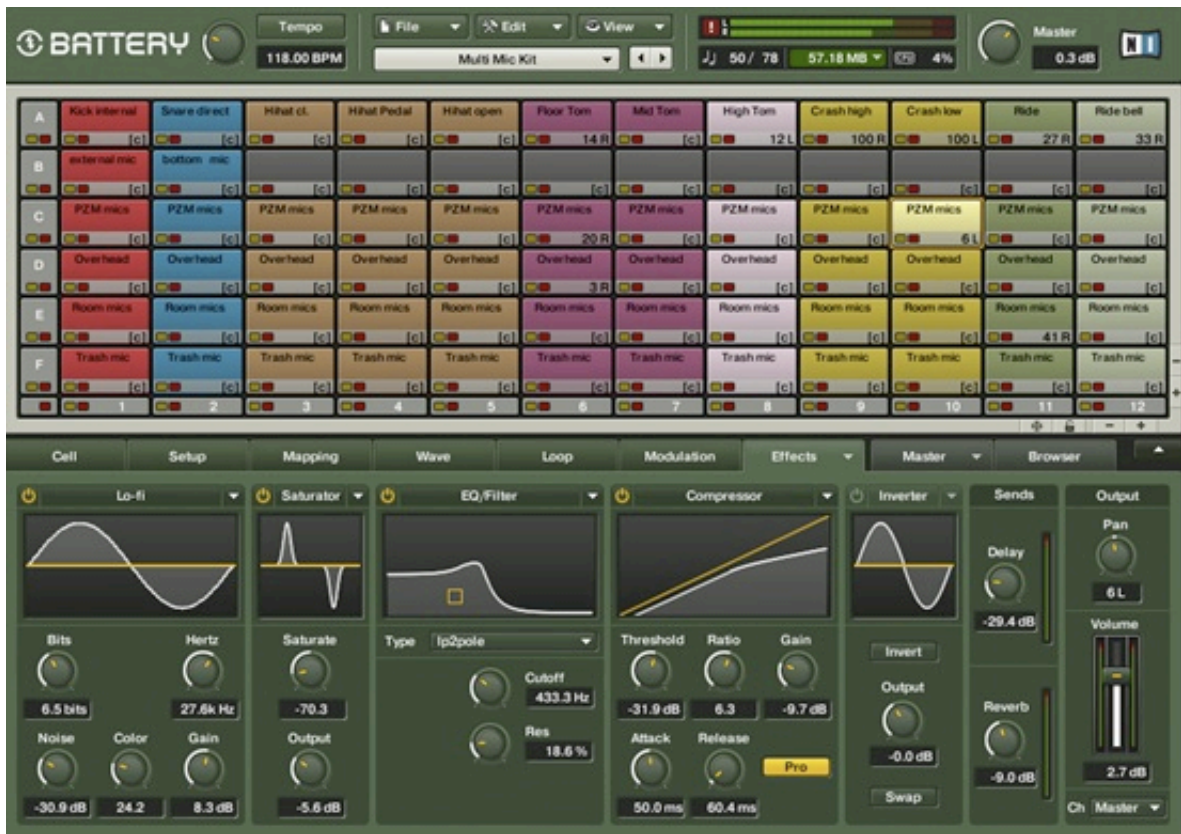 BATTERY Tempo File Edit View Master NI
118.00 BPM Multi Mic Kit 50 / 78 57.18 MB CPU 4% 0.3 dB
A Kick internal Snare direct Hihat cl. Hihat Pedal Hihat open Floor Tom Mid Tom High Tom Crash high Crash low Ride Ride bell
[c] [c] [c] [c] [c] 14 R [c] 12 L 100 R 100 L 27 R 33 R
B external mic bottom mic
[c] [c] [c] [c] [c] [c] [c] [c] [c] [c] [c] [c]
C PZM mics PZM mics PZM mics PZM mics PZM mics PZM mics PZM mics PZM mics PZM mics PZM mics PZM mics PZM mics
[c] [c] [c] [c] [c] 20 R [c] [c] [c] 6 L [c] [c]
D Overhead Overhead Overhead Overhead Overhead Overhead Overhead Overhead Overhead Overhead Overhead Overhead
[c] [c] [c] [c] [c] 3 R [c] [c] [c] [c] [c] [c]
E Room mics Room mics Room mics Room mics Room mics Room mics Room mics Room mics Room mics Room mics Room mics Room mics
[c] [c] [c] [c] [c] [c] [c] [c] [c] [c] 41 R [c]
F Trash mic Trash mic Trash mic Trash mic Trash mic Trash mic Trash mic Trash mic Trash mic Trash mic Trash mic Trash mic
[c] [c] [c] [c] [c] [c] [c] [c] [c] [c] [c] [c]
1 2 3 4 5 6 7 8 9 10 11 12
Cell Setup Mapping Wave Loop Modulation Effects Master Browser
Lo-fi Saturator EQ/Filter Compressor Inverter Sends Output
Pan
Delay
6 L
-29.4 dB Volume
Bits Hertz Saturate Type lp2pole Threshold Ratio Gain Invert
Cutoff Output
6.5 bits 27.6k Hz -70.3 433.3 Hz -31.9 dB 6.3 -9.7 dB Reverb
Noise Color Gain Output Res Attack Release
18.6 % Pro -0.0 dB
-9.0 dB 2.7 dB
-30.9 dB 24.2 8.3 dB -5.6 dB 50.0 ms 60.4 ms Swap Ch Master